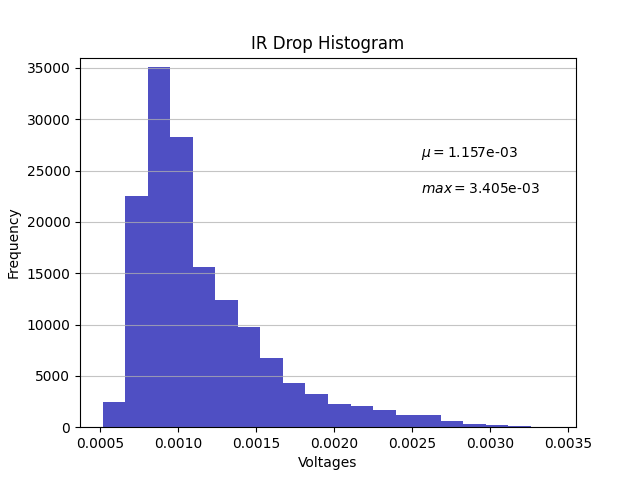 IR Drop Histogram
35000
30000
25000
20000
15000
10000
5000
0
Frequency
μ = 1.157e-03
max = 3.405e-03
0.0005 0.0010 0.0015 0.0020 0.0025 0.0030 0.0035
Voltages